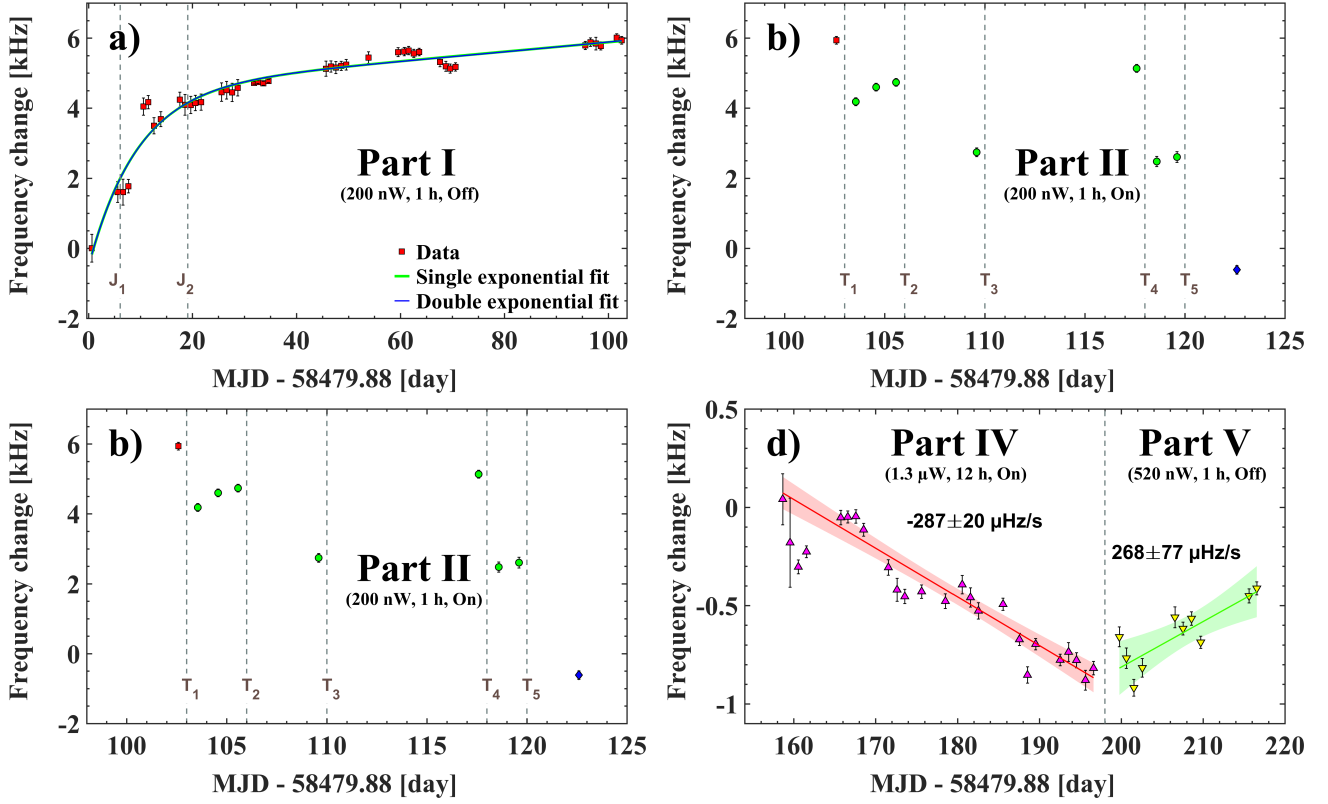 a)
Frequency change [kHz]
6
4
2
0
-2
Part I
(200 nW, 1 h, Off)
Data
Single exponential fit
Double exponential fit
J1
J2
0
20
40
60
80
100
MJD - 58479.88 [day]
b)
Frequency change [kHz]
6
4
2
0
-2
Part II
(200 nW, 1 h, On)
T1
T2
T3
T4
T5
100
105
110
115
120
125
MJD - 58479.88 [day]
b)
Frequency change [kHz]
6
4
2
0
-2
Part II
(200 nW, 1 h, On)
T1
T2
T3
T4
T5
100
105
110
115
120
125
MJD - 58479.88 [day]
d)
Frequency change [kHz]
0.5
0
-0.5
-1
Part IV
(1.3 µW, 12 h, On)
-287±20 µHz/s
Part V
(520 nW, 1 h, Off)
268±77 µHz/s
160
170
180
190
200
210
220
MJD - 58479.88 [day]